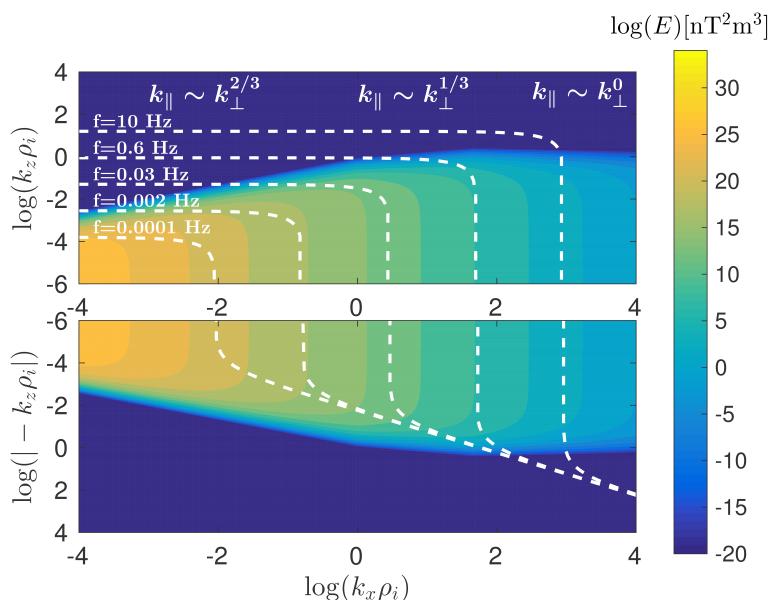 log(E)[nT²m³]
k∥ ∼ k⊥^{2/3}
k∥ ∼ k⊥^{1/3}
k∥ ∼ k⊥^{0}
f=10 Hz
f=0.6 Hz
f=0.03 Hz
f=0.002 Hz
f=0.0001 Hz
log(k_zρ_i)
4
2
0
-2
-4
-6
-4
-2
0
2
4
log(| − k_zρ_i|)
-6
-4
-2
0
2
4
-4
-2
0
2
4
log(k_xρ_i)
30
25
20
15
10
5
0
-5
-10
-15
-20